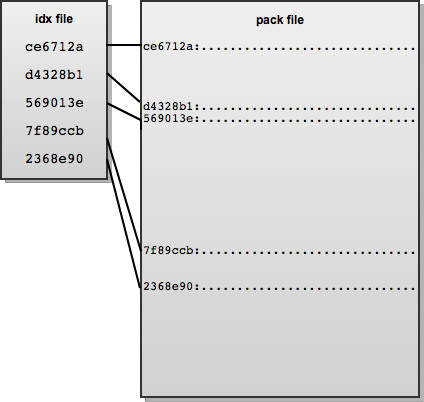 idx file
ce6712a
d4328b1
569013e
7f89ccb
2368e90
pack file
ce6712a:..............................
d4328b1:..............................
569013e:..............................
7f89ccb:..............................
2368e90:..............................